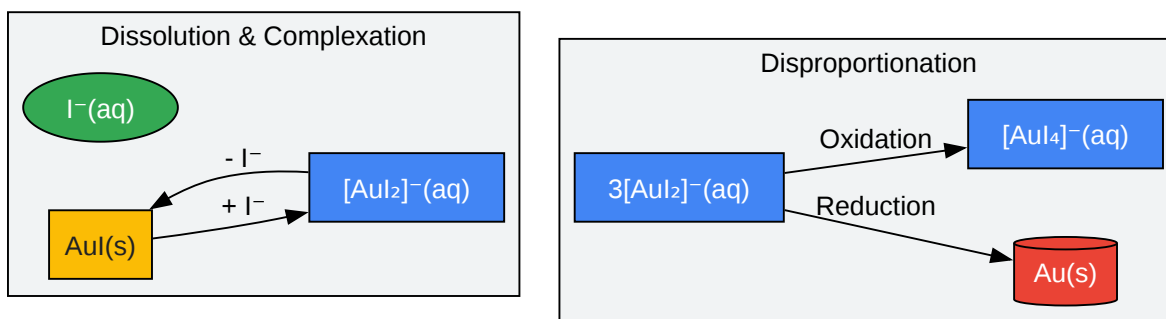 Dissolution & Complexation
I⁻(aq)
- I⁻
+ I⁻
[AuI₂]⁻(aq)
AuI(s)
Disproportionation
3[AuI₂]⁻(aq)
Oxidation
Reduction
[AuI₄]⁻(aq)
Au(s)